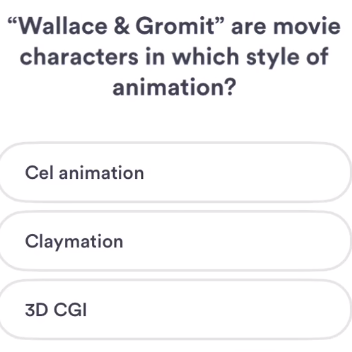 “Wallace & Gromit” are movie
characters in which style of
animation?
Cel animation
Claymation
3D CGI